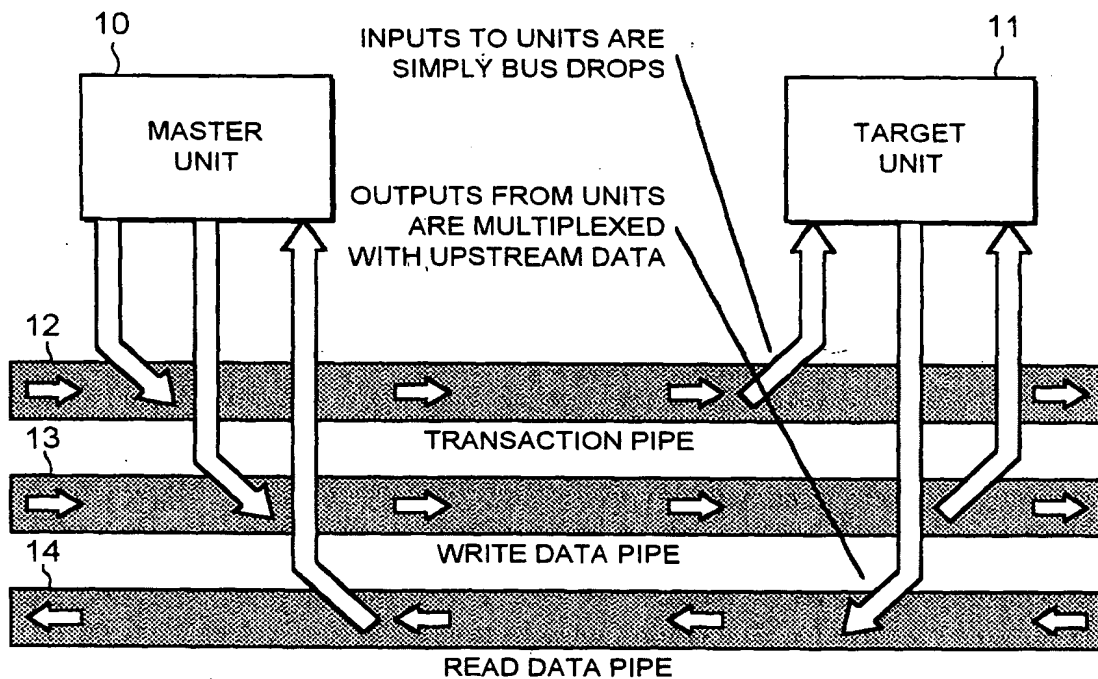 10
INPUTS TO UNITS ARE
SIMPLY BUS DROPS
11
MASTER
UNIT
TARGET
UNIT
OUTPUTS FROM UNITS
ARE MULTIPLEXED
WITH UPSTREAM DATA
12
TRANSACTION PIPE
13
WRITE DATA PIPE
14
READ DATA PIPE